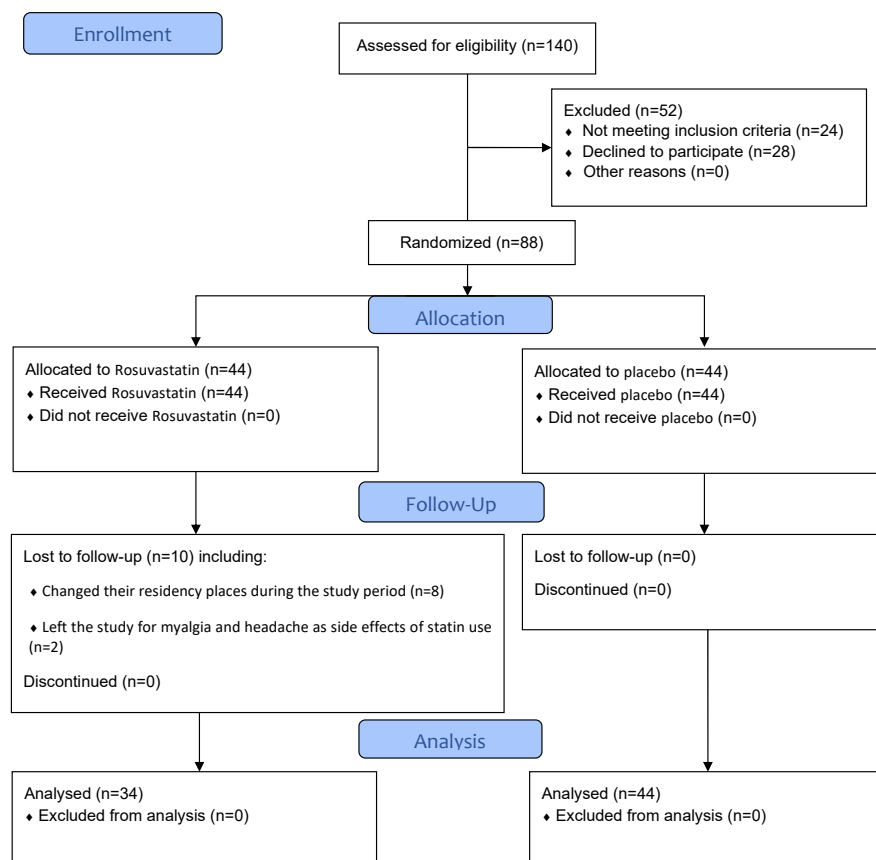 Enrollment
Assessed for eligibility (n=140)
Excluded (n=52)
♦ Not meeting inclusion criteria (n=24)
♦ Declined to participate (n=28)
♦ Other reasons (n=0)
Randomized (n=88)
Allocation
Allocated to Rosuvastatin (n=44)
♦ Received Rosuvastatin (n=44)
♦ Did not receive Rosuvastatin (n=0)
Allocated to placebo (n=44)
♦ Received placebo (n=44)
♦ Did not receive placebo (n=0)
Follow-Up
Lost to follow-up (n=10) including:
♦ Changed their residency places during the study period (n=8)
♦ Left the study for myalgia and headache as side effects of statin use
(n=2)
Discontinued (n=0)
Lost to follow-up (n=0)
Discontinued (n=0)
Analysis
Analysed (n=34)
♦ Excluded from analysis (n=0)
Analysed (n=44)
♦ Excluded from analysis (n=0)